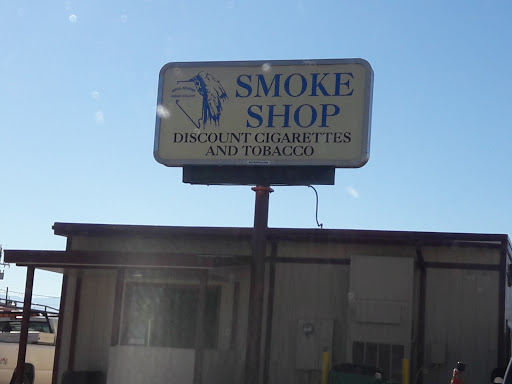 SMOKE
SHOP
DISCOUNT CIGARETTES
AND TOBACCO